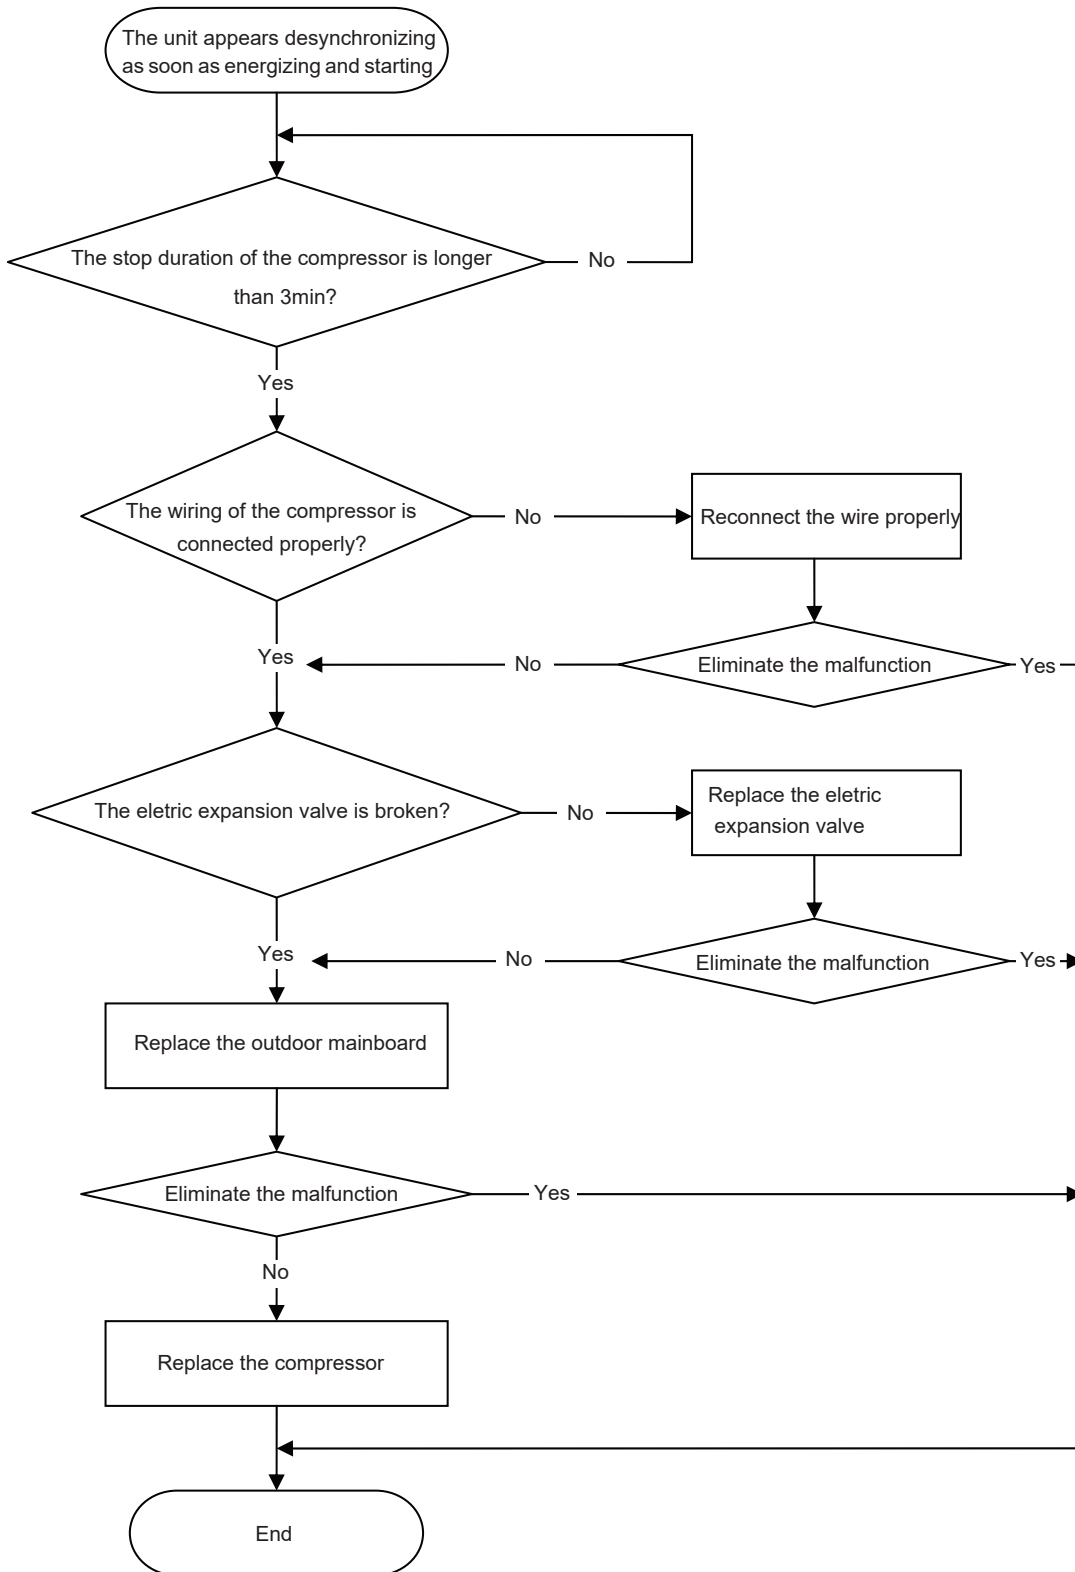 The unit appears desynchronizing
as soon as energizing and starting
The stop duration of the compressor is longer
than 3min?
No
Yes
The wiring of the compressor is
connected properly?
No
Reconnect the wire properly
Yes
No
Eliminate the malfunction
Yes
The eletric expansion valve is broken?
No
Replace the eletric
expansion valve
Yes
No
Eliminate the malfunction
Yes
Replace the outdoor mainboard
Eliminate the malfunction
Yes
No
Replace the compressor
End